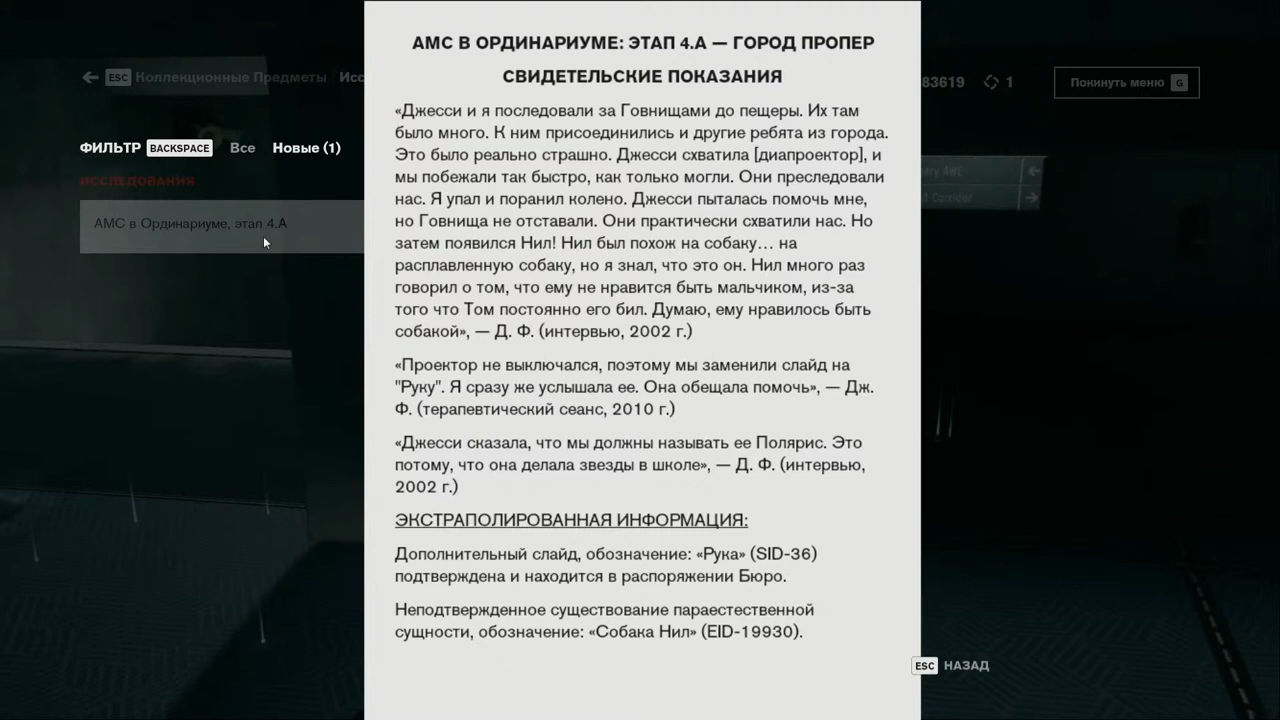 АМС В ОРДИНАРИУМЕ: ЭТАП 4.А — ГОРОД ПРОПЕР
СВИДЕТЕЛЬСКИЕ ПОКАЗАНИЯ
← ESC Коллекционные Предметы
83619 1
Покинуть меню G
ФИЛЬТР BACKSPACE Все Новые (1)
ИССЛЕДОВАНИЯ
АМС в Ординариуме, этап 4.А
«Джесси и я последовали за Говнищами до пещеры. Их там
было много. К ним присоединились и другие ребята из города.
Это было реально страшно. Джесси схватила [диапроектор], и
мы побежали так быстро, как только могли. Они преследовали
нас. Я упал и поранил колено. Джесси пыталась помочь мне,
но Говнища не отставали. Они практически схватили нас. Но
затем появился Нил! Нил был похож на собаку… на
расплавленную собаку, но я знал, что это он. Нил много раз
говорил о том, что ему не нравится быть мальчиком, из-за
того что Том постоянно его бил. Думаю, ему нравилось быть
собакой», — Д. Ф. (интервью, 2002 г.)
«Проектор не выключался, поэтому мы заменили слайд на
"Руку". Я сразу же услышала ее. Она обещала помочь», — Дж.
Ф. (терапевтический сеанс, 2010 г.)
«Джесси сказала, что мы должны называть ее Полярис. Это
потому, что она делала звезды в школе», — Д. Ф. (интервью,
2002 г.)
ЭКСТРАПОЛИРОВАННАЯ ИНФОРМАЦИЯ:
Дополнительный слайд, обозначение: «Рука» (SID-36)
подтверждена и находится в распоряжении Бюро.
Неподтвержденное существование параестественной
сущности, обозначение: «Собака Нил» (EID-19930).
ESC НАЗАД